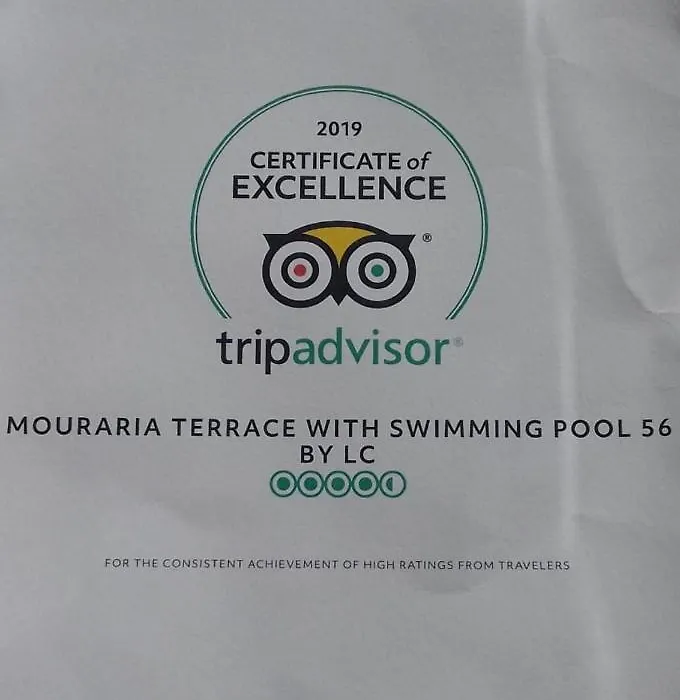 2019
CERTIFICATE of
EXCELLENCE
®
tripadvisor®
MOURARIA TERRACE WITH SWIMMING POOL 56
BY LC
FOR THE CONSISTENT ACHIEVEMENT OF HIGH RATINGS FROM TRAVELERS